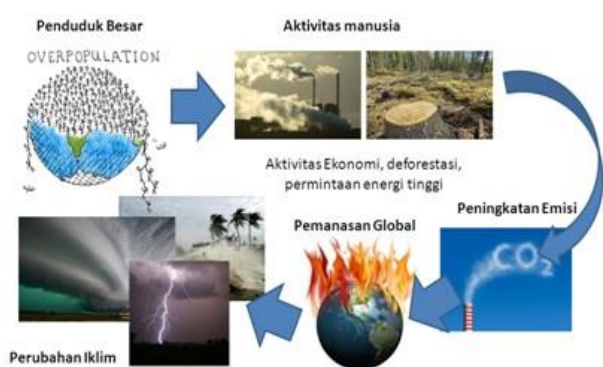 Penduduk Besar
OVERPOPULATION
Aktivitas manusia
Aktivitas Ekonomi, deforestasi,
permintaan energi tinggi
Peningkatan Emisi
CO2
Pemanasan Global
Perubahan Iklim